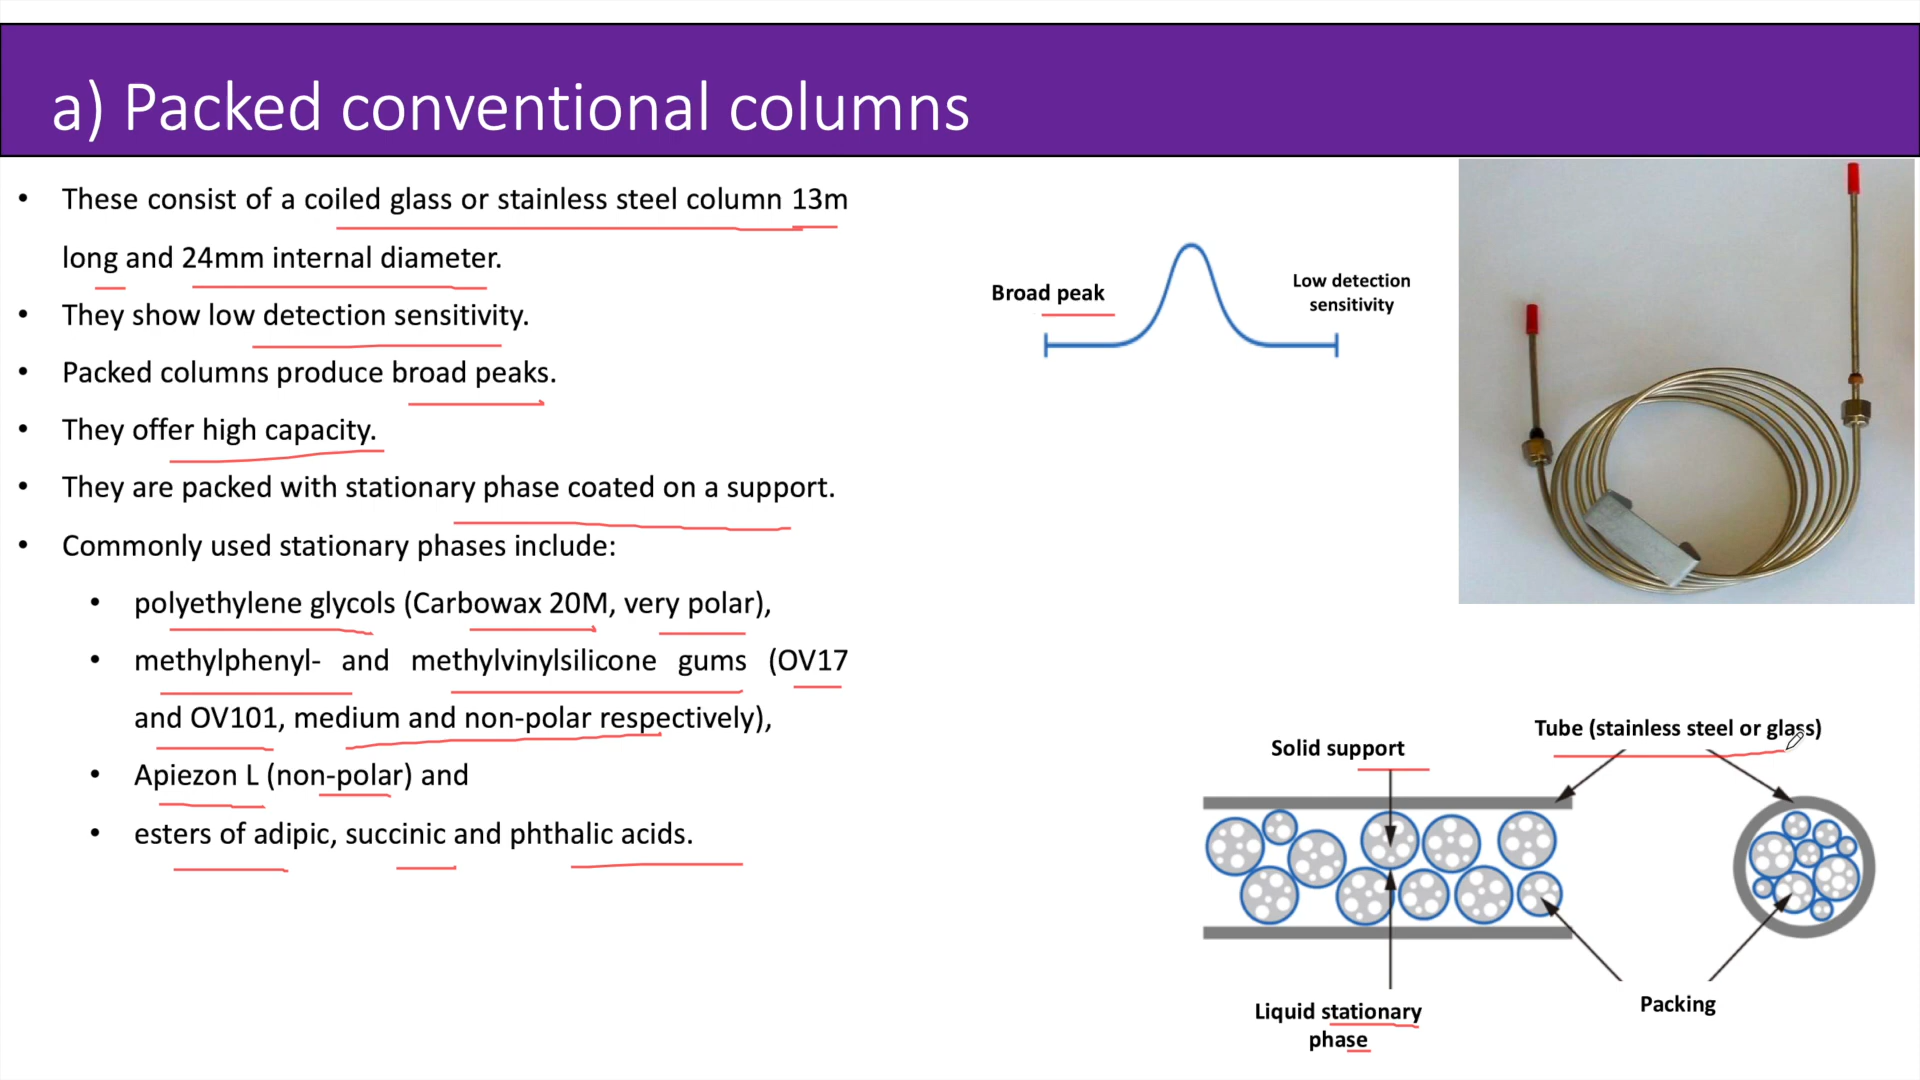 a) Packed conventional columns
• These consist of a coiled glass or stainless steel column 13m
long and 24mm internal diameter.
• They show low detection sensitivity.
• Packed columns produce broad peaks.
• They offer high capacity.
• They are packed with stationary phase coated on a support.
• Commonly used stationary phases include:
• polyethylene glycols (Carbowax 20M, very polar),
• methylphenyl- and methylvinylsilicone gums (OV17
and OV101, medium and non-polar respectively),
• Apiezon L (non-polar) and
• esters of adipic, succinic and phthalic acids.
Broad peak
Low detection
sensitivity
Solid support
Tube (stainless steel or glass)
Liquid stationary
phase
Packing